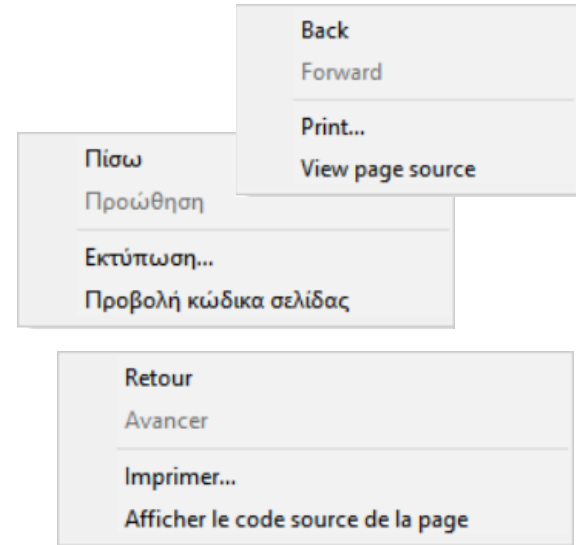 Back
Forward
Print...
View page source
Πίσω
Προώθηση
Εκτύπωση...
Προβολή κώδικα σελίδας
Retour
Avancer
Imprimer...
Afficher le code source de la page